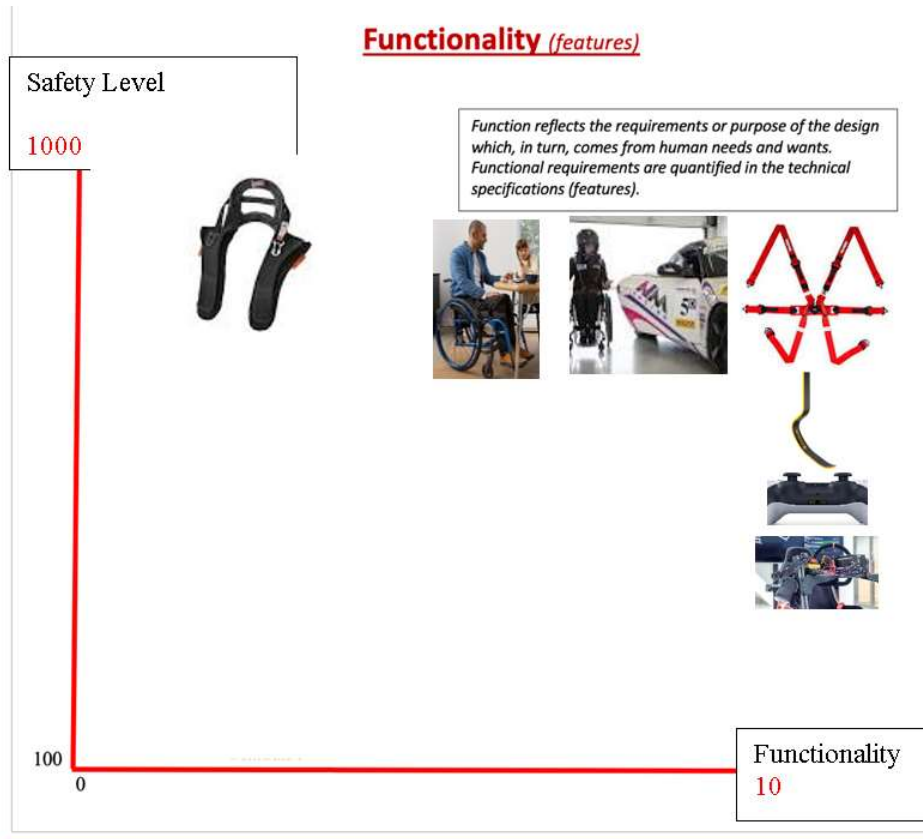 Functionality (features)
Safety Level
1000
Function reflects the requirements or purpose of the design
which, in turn, comes from human needs and wants.
Functional requirements are quantified in the technical
specifications (features).
100
0
Functionality
10